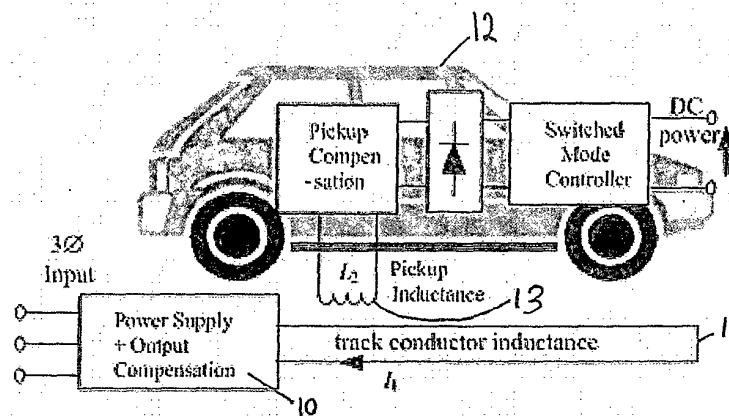 12
Pickup
Compen
-sation
Switched
Mode
Controller
DC
power
3Ø
Input
I₂
Pickup
Inductance
13
Power Supply
+ Output
Compensation
track conductor inductance
1
I₁
10